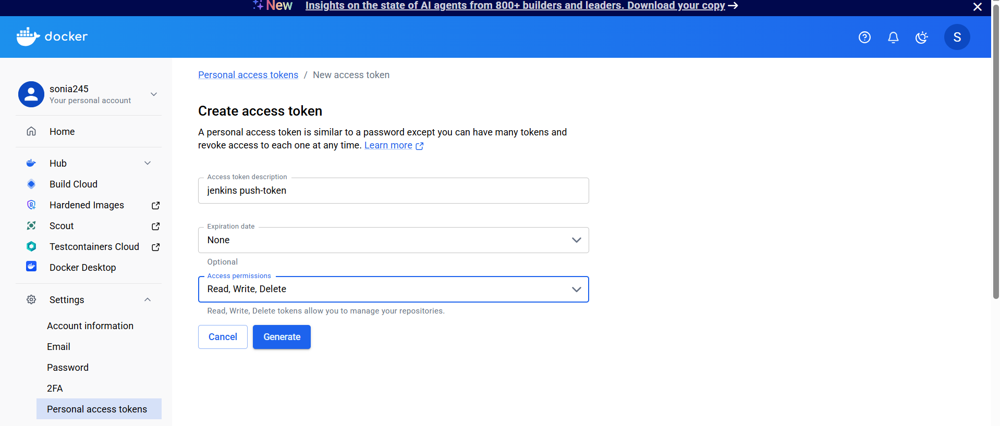 New Insights on the state of AI agents from 800+ builders and leaders. Download your copy →
docker
S
sonia245
Your personal account
Home
Hub
Build Cloud
Hardened Images
Scout
Testcontainers Cloud
Docker Desktop
Settings
Account information
Email
Password
2FA
Personal access tokens
Personal access tokens / New access token
Create access token
A personal access token is similar to a password except you can have many tokens and
revoke access to each one at any time. Learn more
Access token description
jenkins push-token
Expiration date
None
Optional
Access permissions
Read, Write, Delete
Read, Write, Delete tokens allow you to manage your repositories.
Cancel Generate